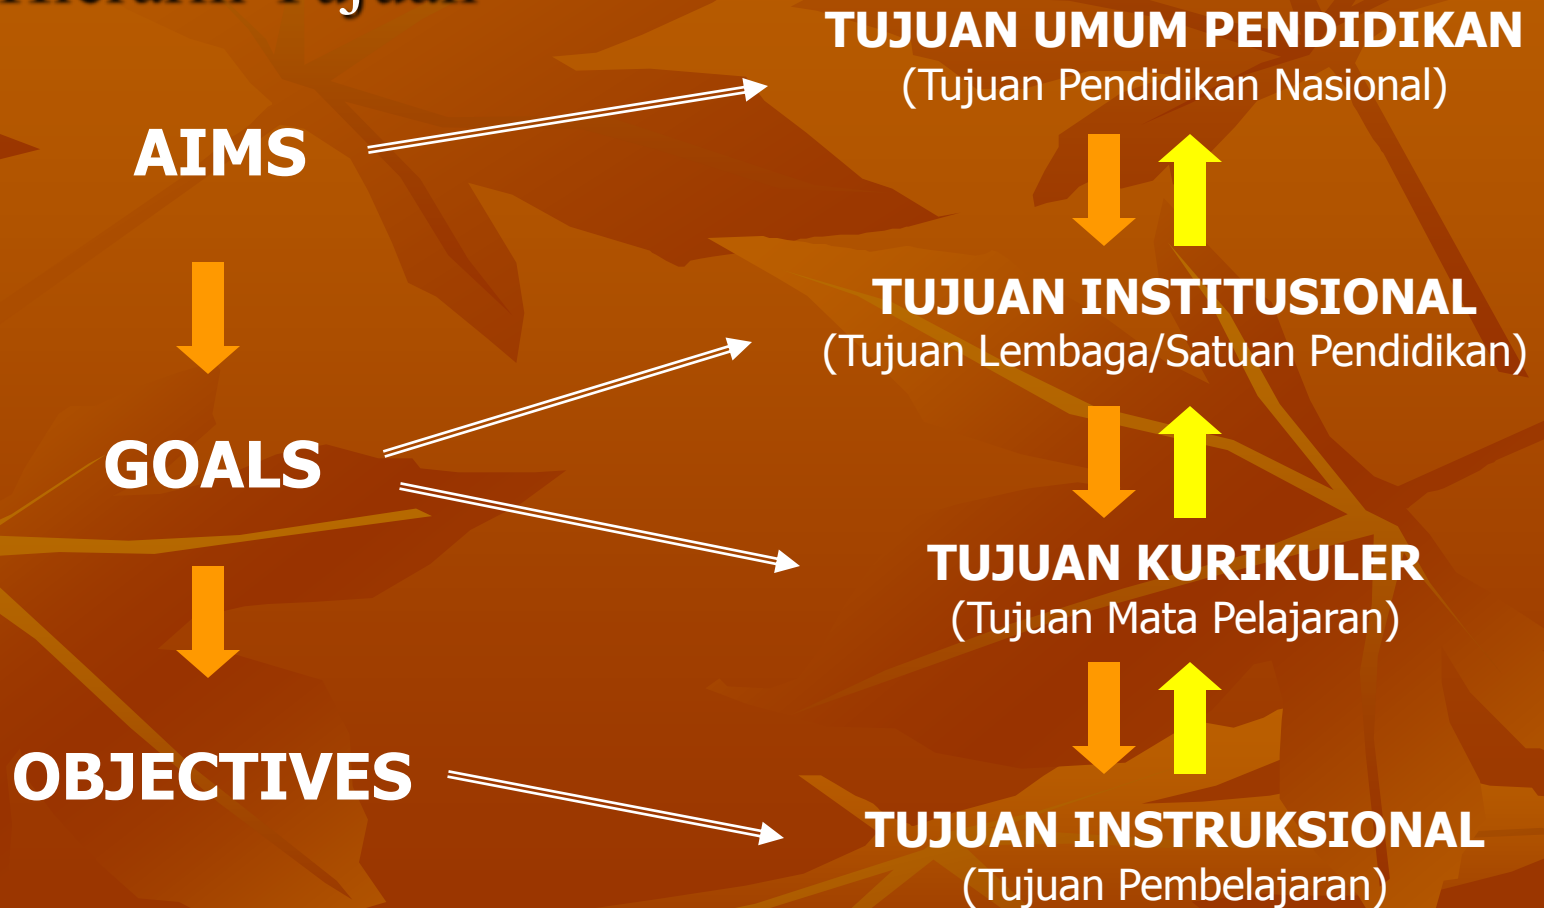 Tujuan
TUJUAN UMUM PENDIDIKAN
(Tujuan Pendidikan Nasional)
AIMS
TUJUAN INSTITUSIONAL
(Tujuan Lembaga/Satuan Pendidikan)
GOALS
TUJUAN KURIKULER
(Tujuan Mata Pelajaran)
OBJECTIVES
TUJUAN INSTRUKSIONAL
(Tujuan Pembelajaran)